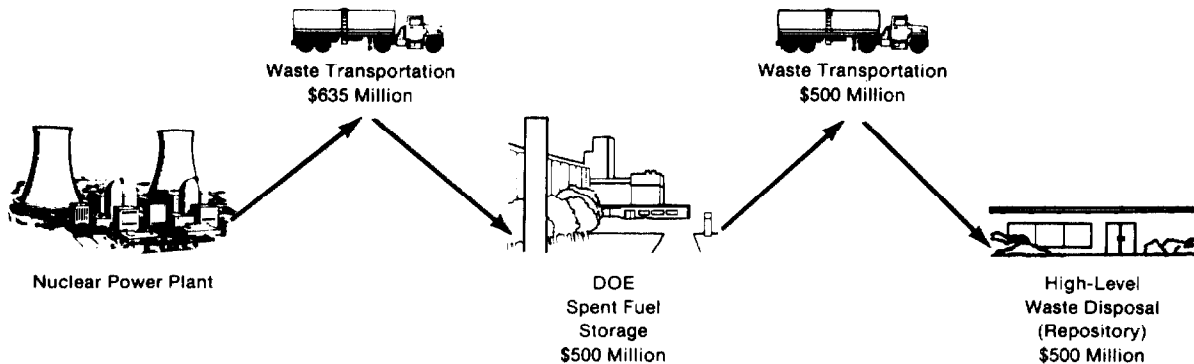 Waste Transportation
$635 Million
Waste Transportation
$500 Million
Nuclear Power Plant
DOE
Spent Fuel
Storage
$500 Million
High-Level
Waste Disposal
(Repository)
$500 Million